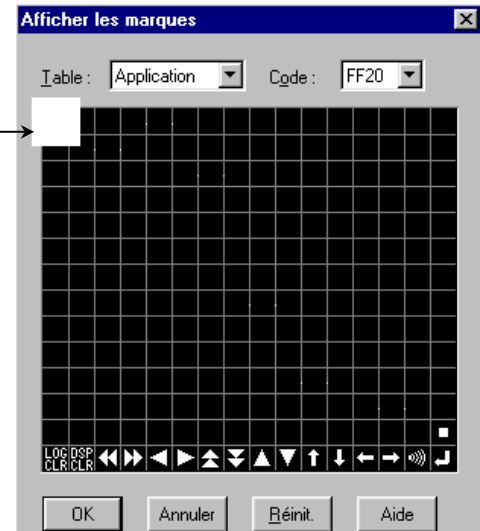 Afficher les marques
Table : Application Code : FF20
LOG DSP
CLR CLR
OK Annuler Réinit. Aide